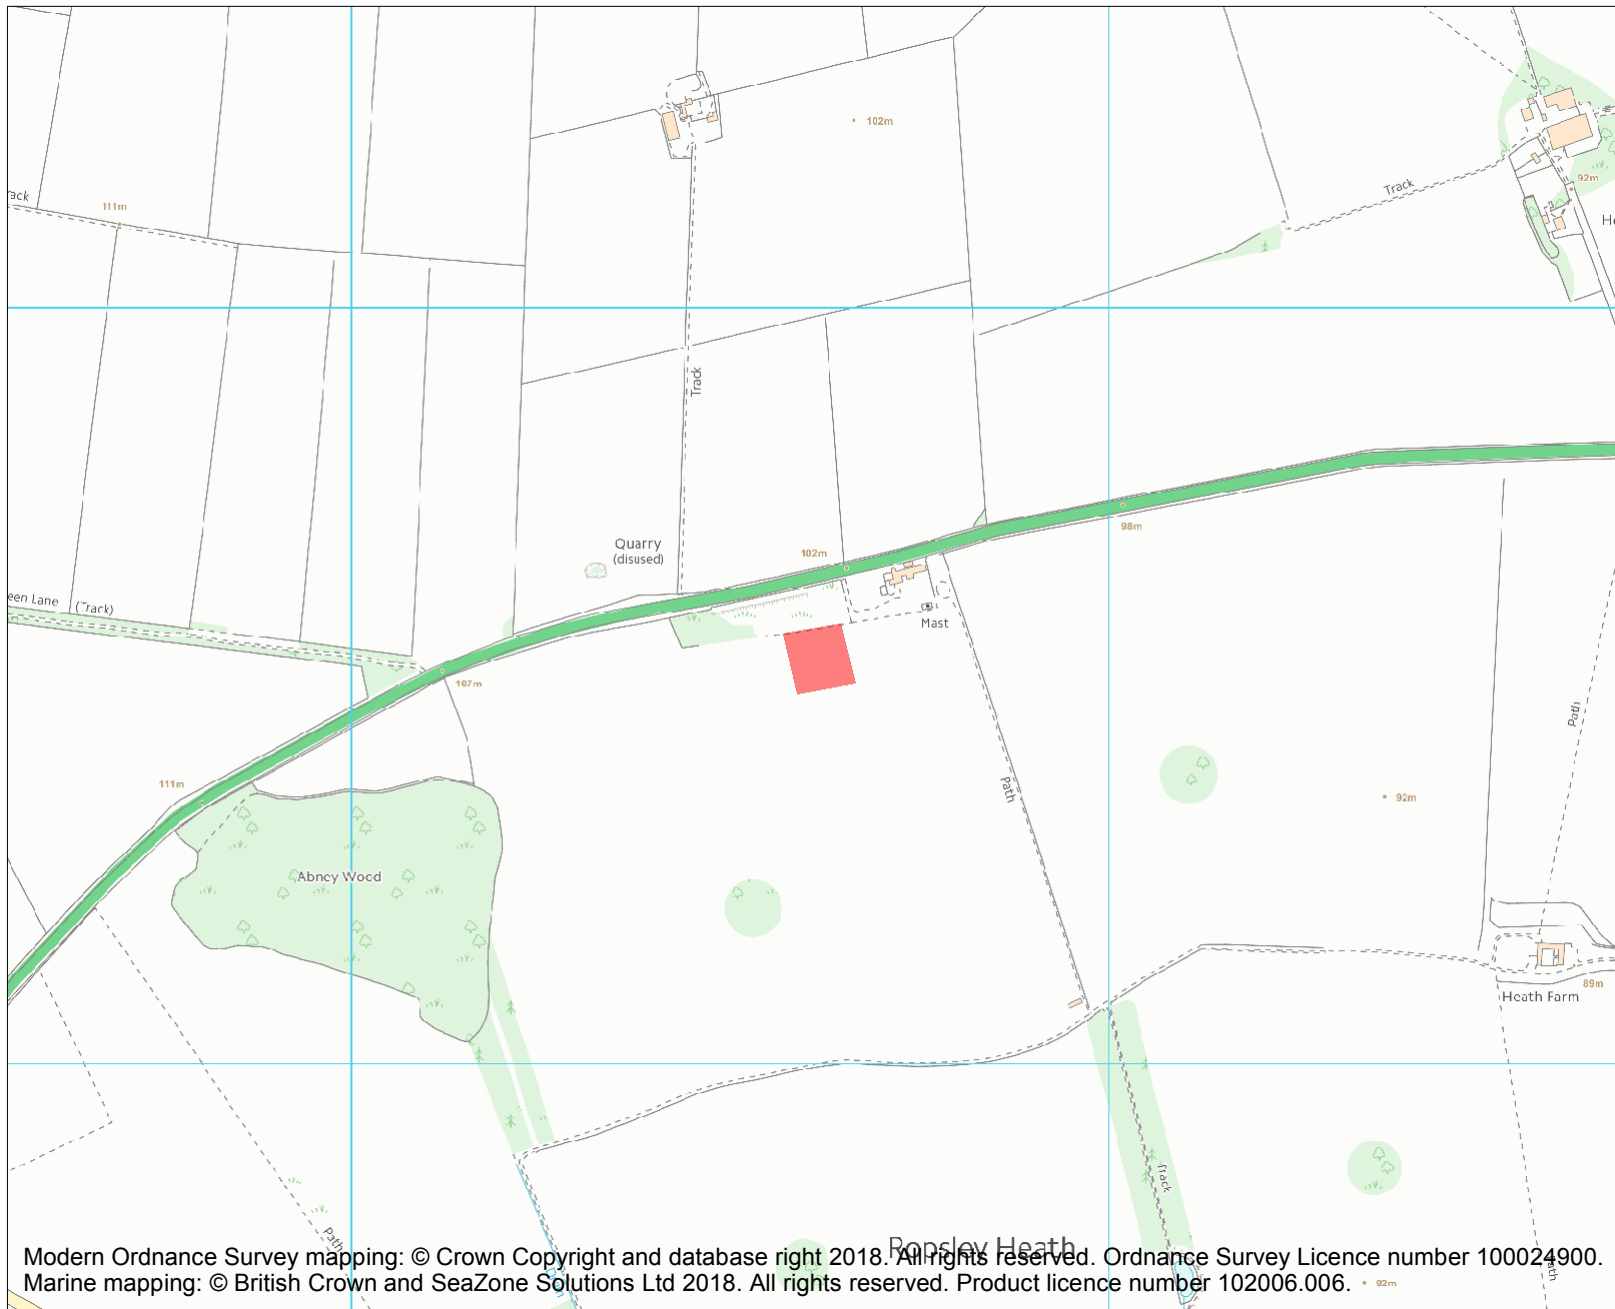 102m
92m
Track
ack
111m
He
Track
98m
Quarry
(disused)
102m
een Lane (Track)
Mast
107m
Path
111m
Path
92m
Abney Wood
89m
Heath Farm
Track
Path
Ropsley Heath
Modern Ordnance Survey mapping: © Crown Copyright and database right 2018. All rights reserved. Ordnance Survey Licence number 100024900.
Marine mapping: © British Crown and SeaZone Solutions Ltd 2018. All rights reserved. Product licence number 102006.006.
92m